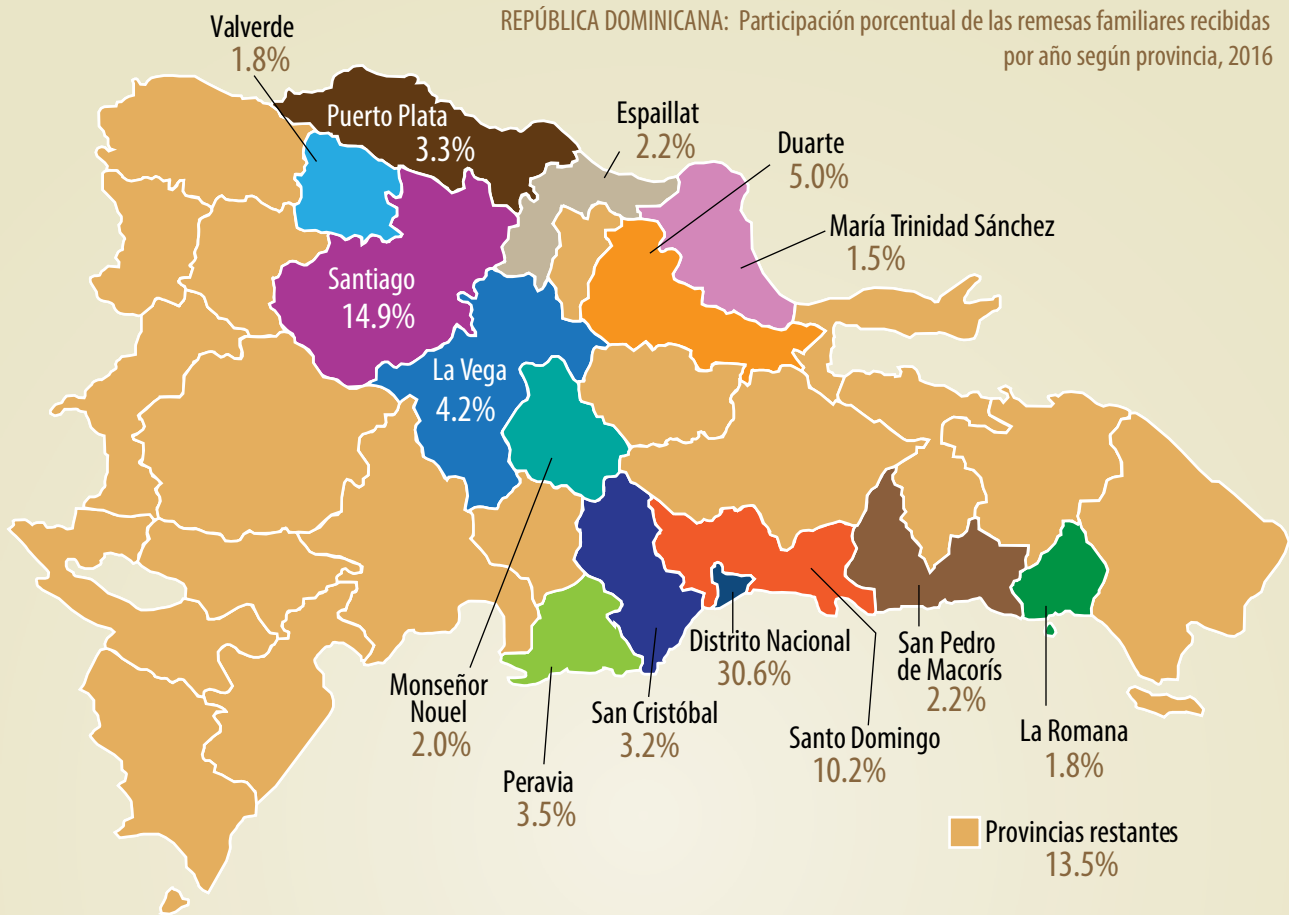 REPÚBLICA DOMINICANA: Participación porcentual de las remesas familiares recibidas
por año según provincia, 2016
Valverde
1.8%
Puerto Plata
3.3%
Espaillat
2.2%
Duarte
5.0%
María Trinidad Sánchez
1.5%
Santiago
14.9%
La Vega
4.2%
Monseñor
Nouel
2.0%
Peravia
3.5%
San Cristóbal
3.2%
Distrito Nacional
30.6%
Santo Domingo
10.2%
San Pedro
de Macorís
2.2%
La Romana
1.8%
Provincias restantes
13.5%